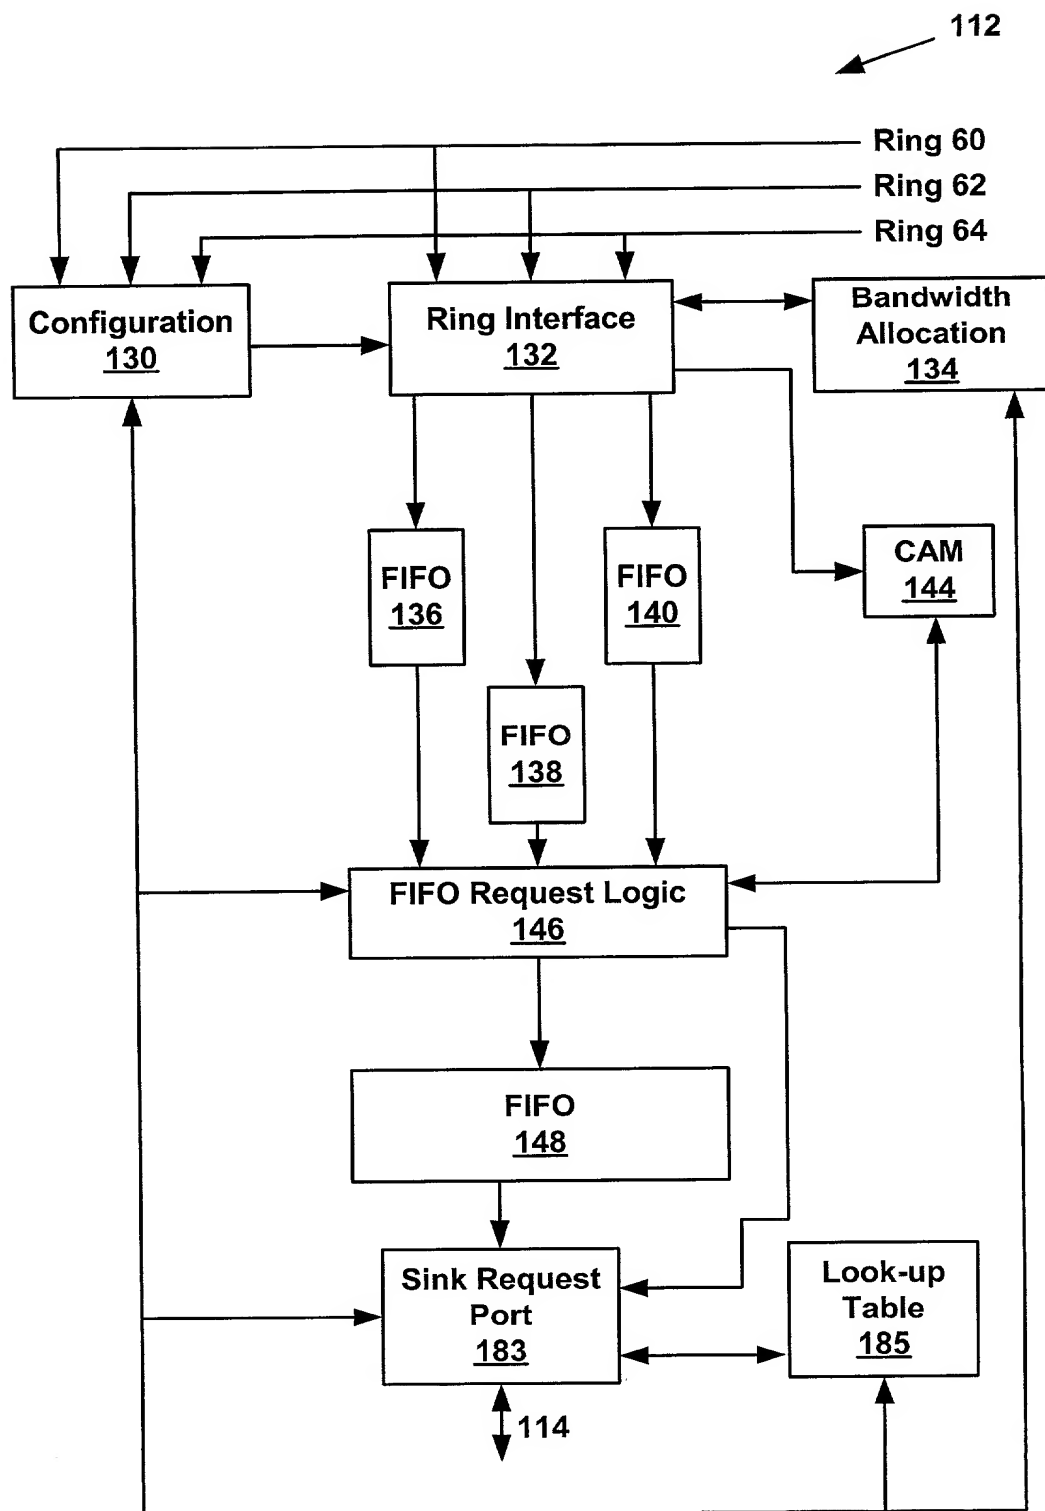 112
Ring 60
Ring 62
Ring 64
Configuration
130
Ring Interface
132
Bandwidth
Allocation
134
FIFO
136
FIFO
140
CAM
144
FIFO
138
FIFO Request Logic
146
FIFO
148
Sink Request
Port
183
Look-up
Table
185
114